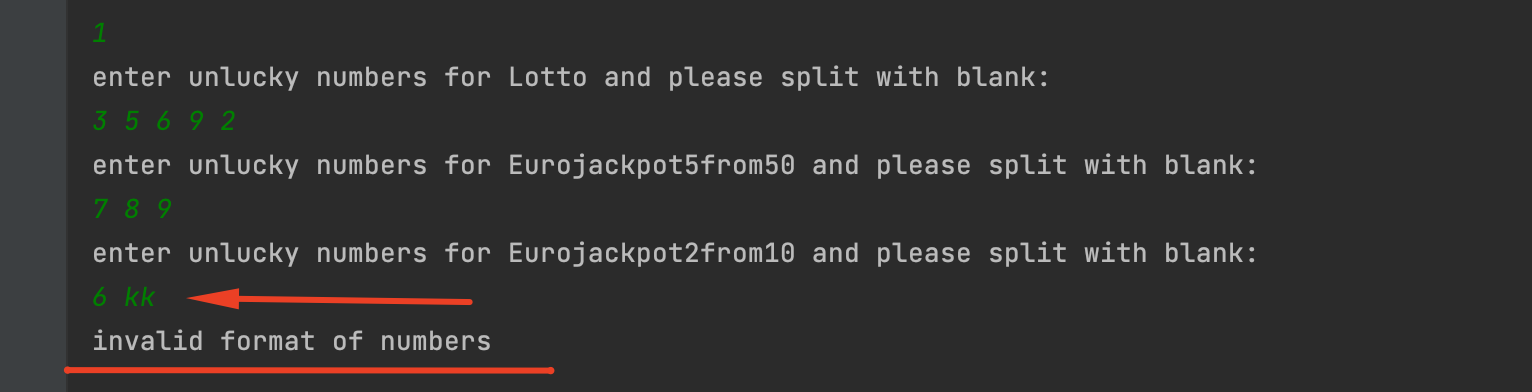 1
enter unlucky numbers for Lotto and please split with blank:
3 5 6 9 2
enter unlucky numbers for Eurojackpot5from50 and please split with blank:
7 8 9
enter unlucky numbers for Eurojackpot2from10 and please split with blank:
6 kk
invalid format of numbers